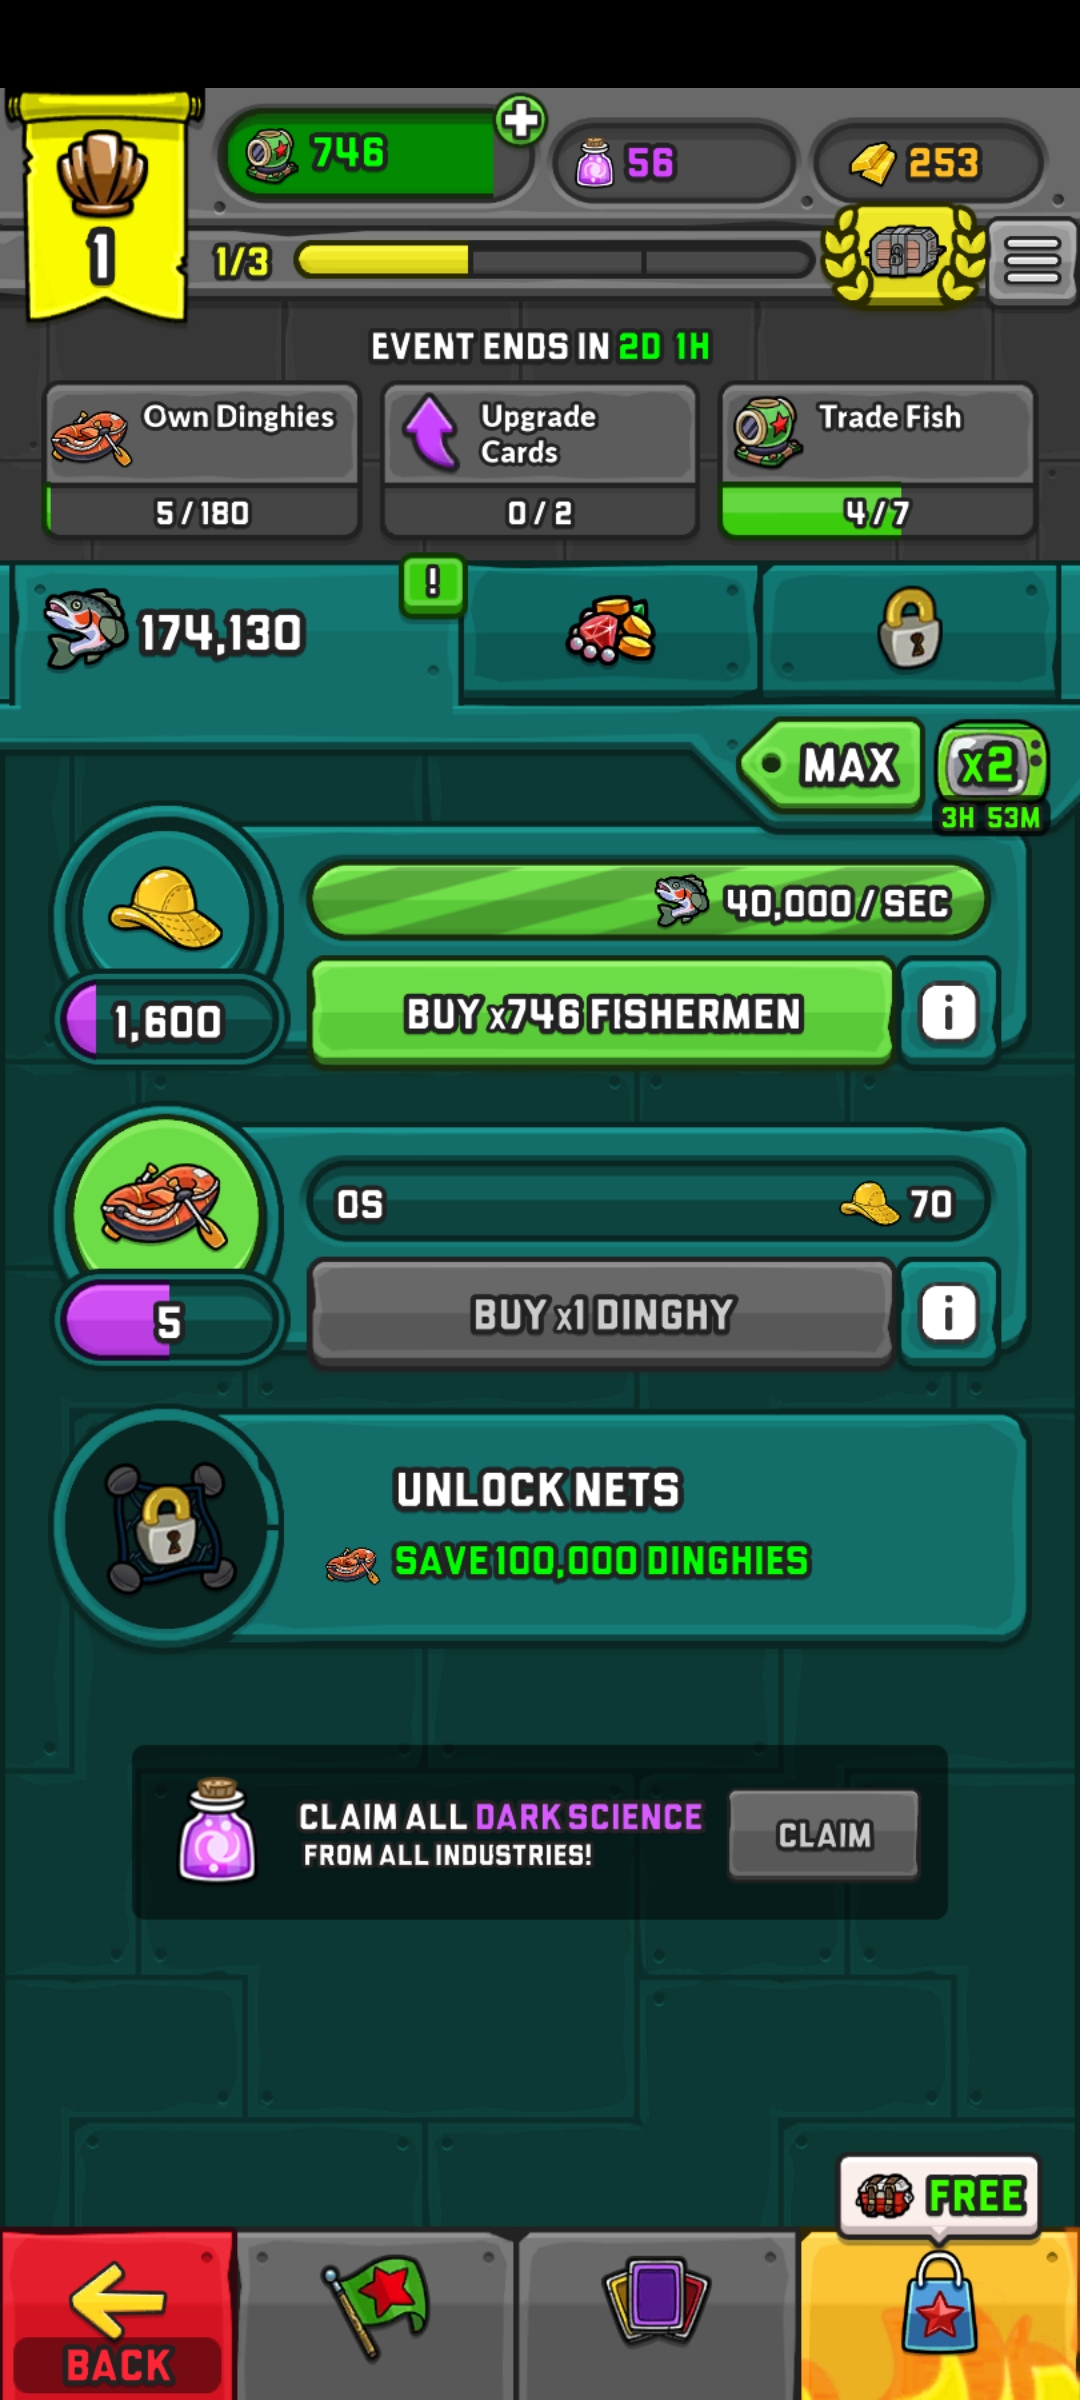 746
56
253
1
1/3
EVENT ENDS IN 2D 1H
Own Dinghies
5/180
Upgrade
Cards
0/2
Trade Fish
4/7
174,130
!
MAX
x2
3H 53M
40,000/SEC
1,600
BUY x746 FISHERMEN
i
0S
70
5
BUY x1 DINGHY
i
UNLOCK NETS
SAVE 100,000 DINGHIES
CLAIM ALL DARK SCIENCE
FROM ALL INDUSTRIES!
CLAIM
FREE
BACK